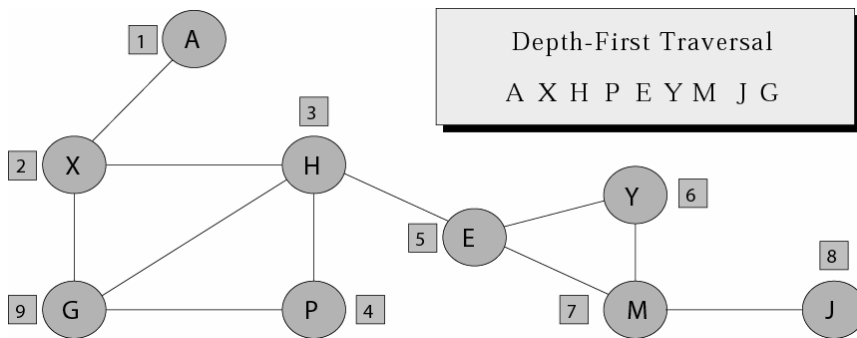 1 A
Depth-First Traversal
A X H P E Y M J G
3
2 X H
Y 6
5 E
8
9 G P 4 7 M J